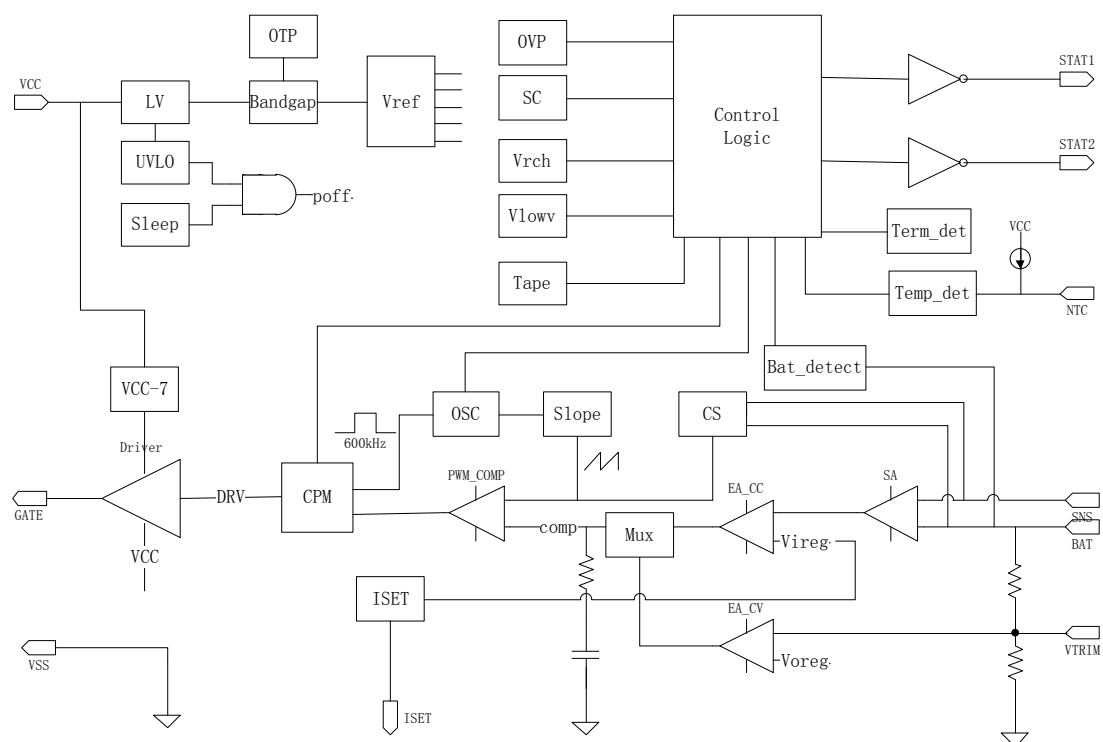 OTP
OVP
STAT1
VCC
LV
Bandgap
Vref
SC
Control
Logic
UVLO
Vrch
STAT2
poff
Sleep
Vlowv
Term_det
VCC
Tape
Temp_det
NTC
VCC-7
Bat_detect
OSC
Slope
CS
600kHz
Driver
PWM_COMP
EA_CC
SA
GATE
DRV
CPM
comp
Mux
Vireg
SNS
BAT
VCC
ISET
EA_CV
VSS
Voreg
VTRIM
ISET